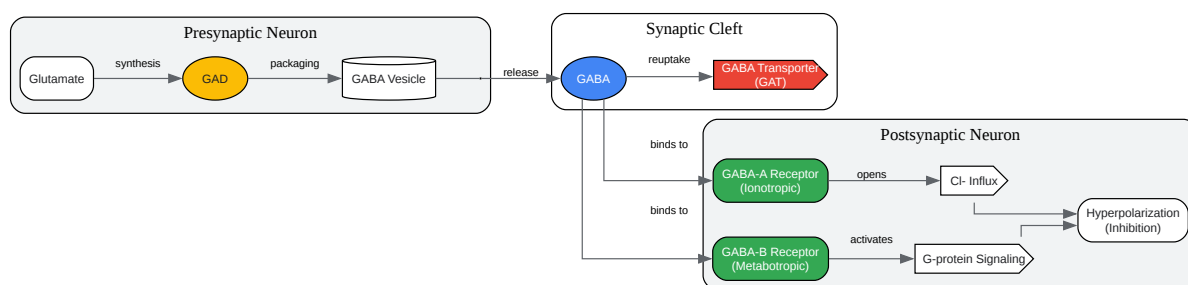 Presynaptic Neuron
Glutamate
synthesis
GAD
packaging
GABA Vesicle
release
Synaptic Cleft
GABA
reuptake
GABA Transporter
(GAT)
Postsynaptic Neuron
binds to
GABA-A Receptor
(Ionotropic)
opens
Cl- Influx
binds to
GABA-B Receptor
(Metabotropic)
activates
G-protein Signaling
Hyperpolarization
(Inhibition)